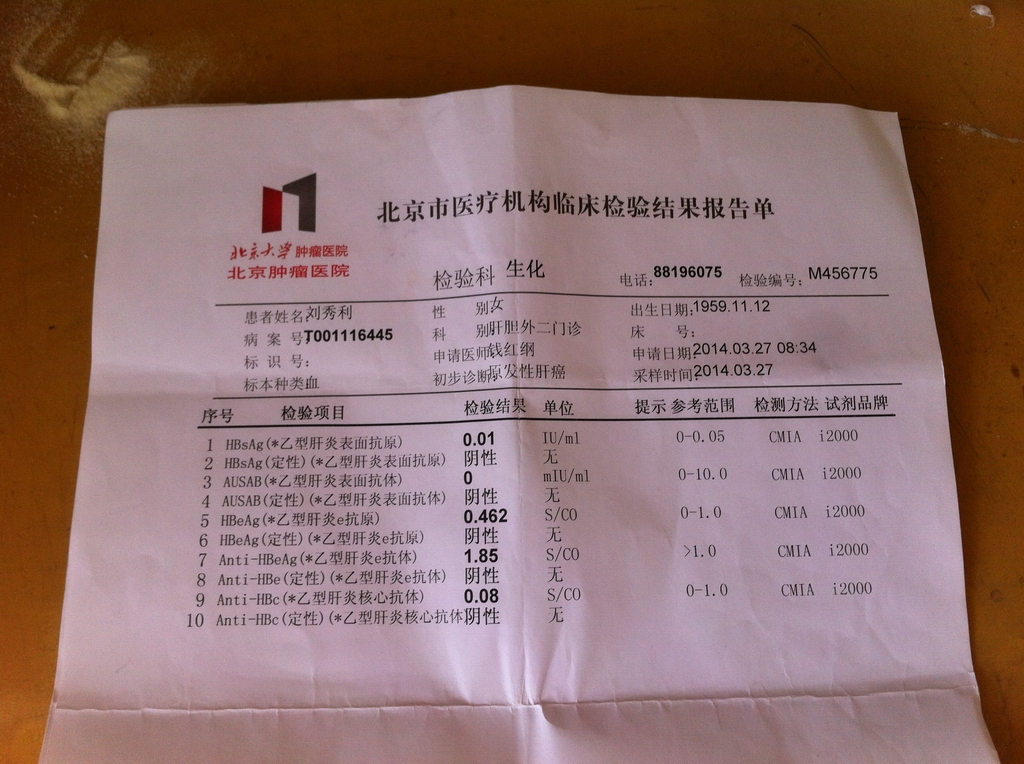 北京市医疗机构临床检验结果报告单
北京大学肿瘤医院
北京肿瘤医院
检验科 生化 电话: 88196075 检验编号: M456775
患者姓名 刘秀利 性 别 女 出生日期: 1959.11.12
病 案 号: T001116445 科 别 肝胆外二门诊 床 号:
标 识 号: 申请医师 钱红纲 申请日期 2014.03.27 08:34
标本种类 血 初步诊断 原发性肝癌 采样时间: 2014.03.27
序号 检验项目 检验结果 单位 提示 参考范围 检测方法 试剂品牌
1 HBsAg(*乙型肝炎表面抗原) 0.01 IU/ml 0-0.05 CMIA i2000
2 HBsAg(定性)(*乙型肝炎表面抗原) 阴性 无
3 AUSAB(*乙型肝炎表面抗体) 0 mIU/ml 0-10.0 CMIA i2000
4 AUSAB(定性)(*乙型肝炎表面抗体) 阴性 无
5 HBeAg(*乙型肝炎e抗原) 0.462 S/CO 0-1.0 CMIA i2000
6 HBeAg(定性)(*乙型肝炎e抗原) 阴性 无
7 Anti-HBeAg(*乙型肝炎e抗体) 1.85 S/CO >1.0 CMIA i2000
8 Anti-HBe(定性)(*乙型肝炎e抗体) 阴性 无
9 Anti-HBc(*乙型肝炎核心抗体) 0.08 S/CO 0-1.0 CMIA i2000
10 Anti-HBc(定性)(*乙型肝炎核心抗体 阴性 无